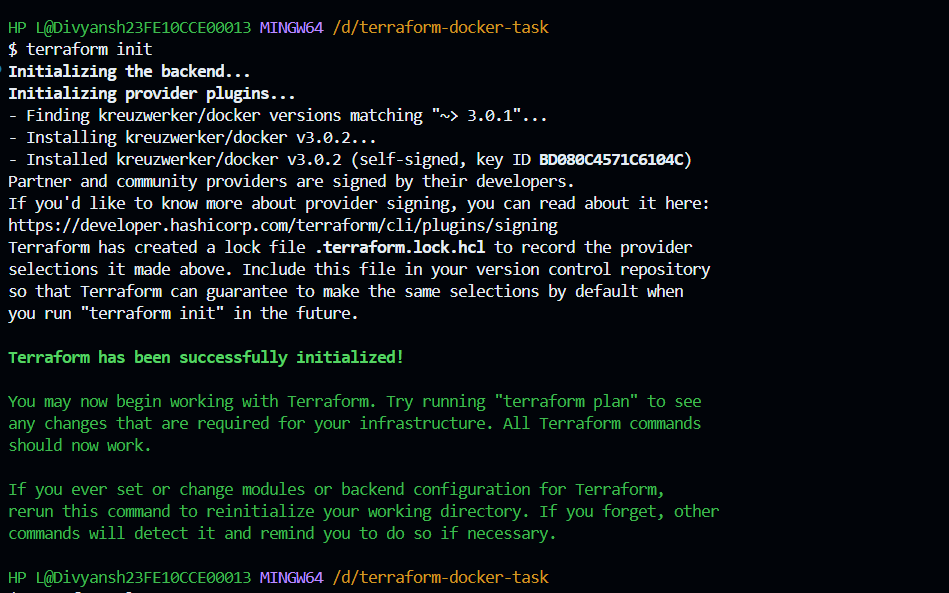 HP L@Divyansh23FE10CCE00013 MINGW64 /d/terraform-docker-task
$ terraform init
Initializing the backend...
Initializing provider plugins...
- Finding kreuzwerker/docker versions matching "~> 3.0.1"...
- Installing kreuzwerker/docker v3.0.2...
- Installed kreuzwerker/docker v3.0.2 (self-signed, key ID BD080C4571C6104C)
Partner and community providers are signed by their developers.
If you'd like to know more about provider signing, you can read about it here:
https://developer.hashicorp.com/terraform/cli/plugins/signing
Terraform has created a lock file .terraform.lock.hcl to record the provider
selections it made above. Include this file in your version control repository
so that Terraform can guarantee to make the same selections by default when
you run "terraform init" in the future.
Terraform has been successfully initialized!
You may now begin working with Terraform. Try running "terraform plan" to see
any changes that are required for your infrastructure. All Terraform commands
should now work.
If you ever set or change modules or backend configuration for Terraform,
rerun this command to reinitialize your working directory. If you forget, other
commands will detect it and remind you to do so if necessary.
HP L@Divyansh23FE10CCE00013 MINGW64 /d/terraform-docker-task